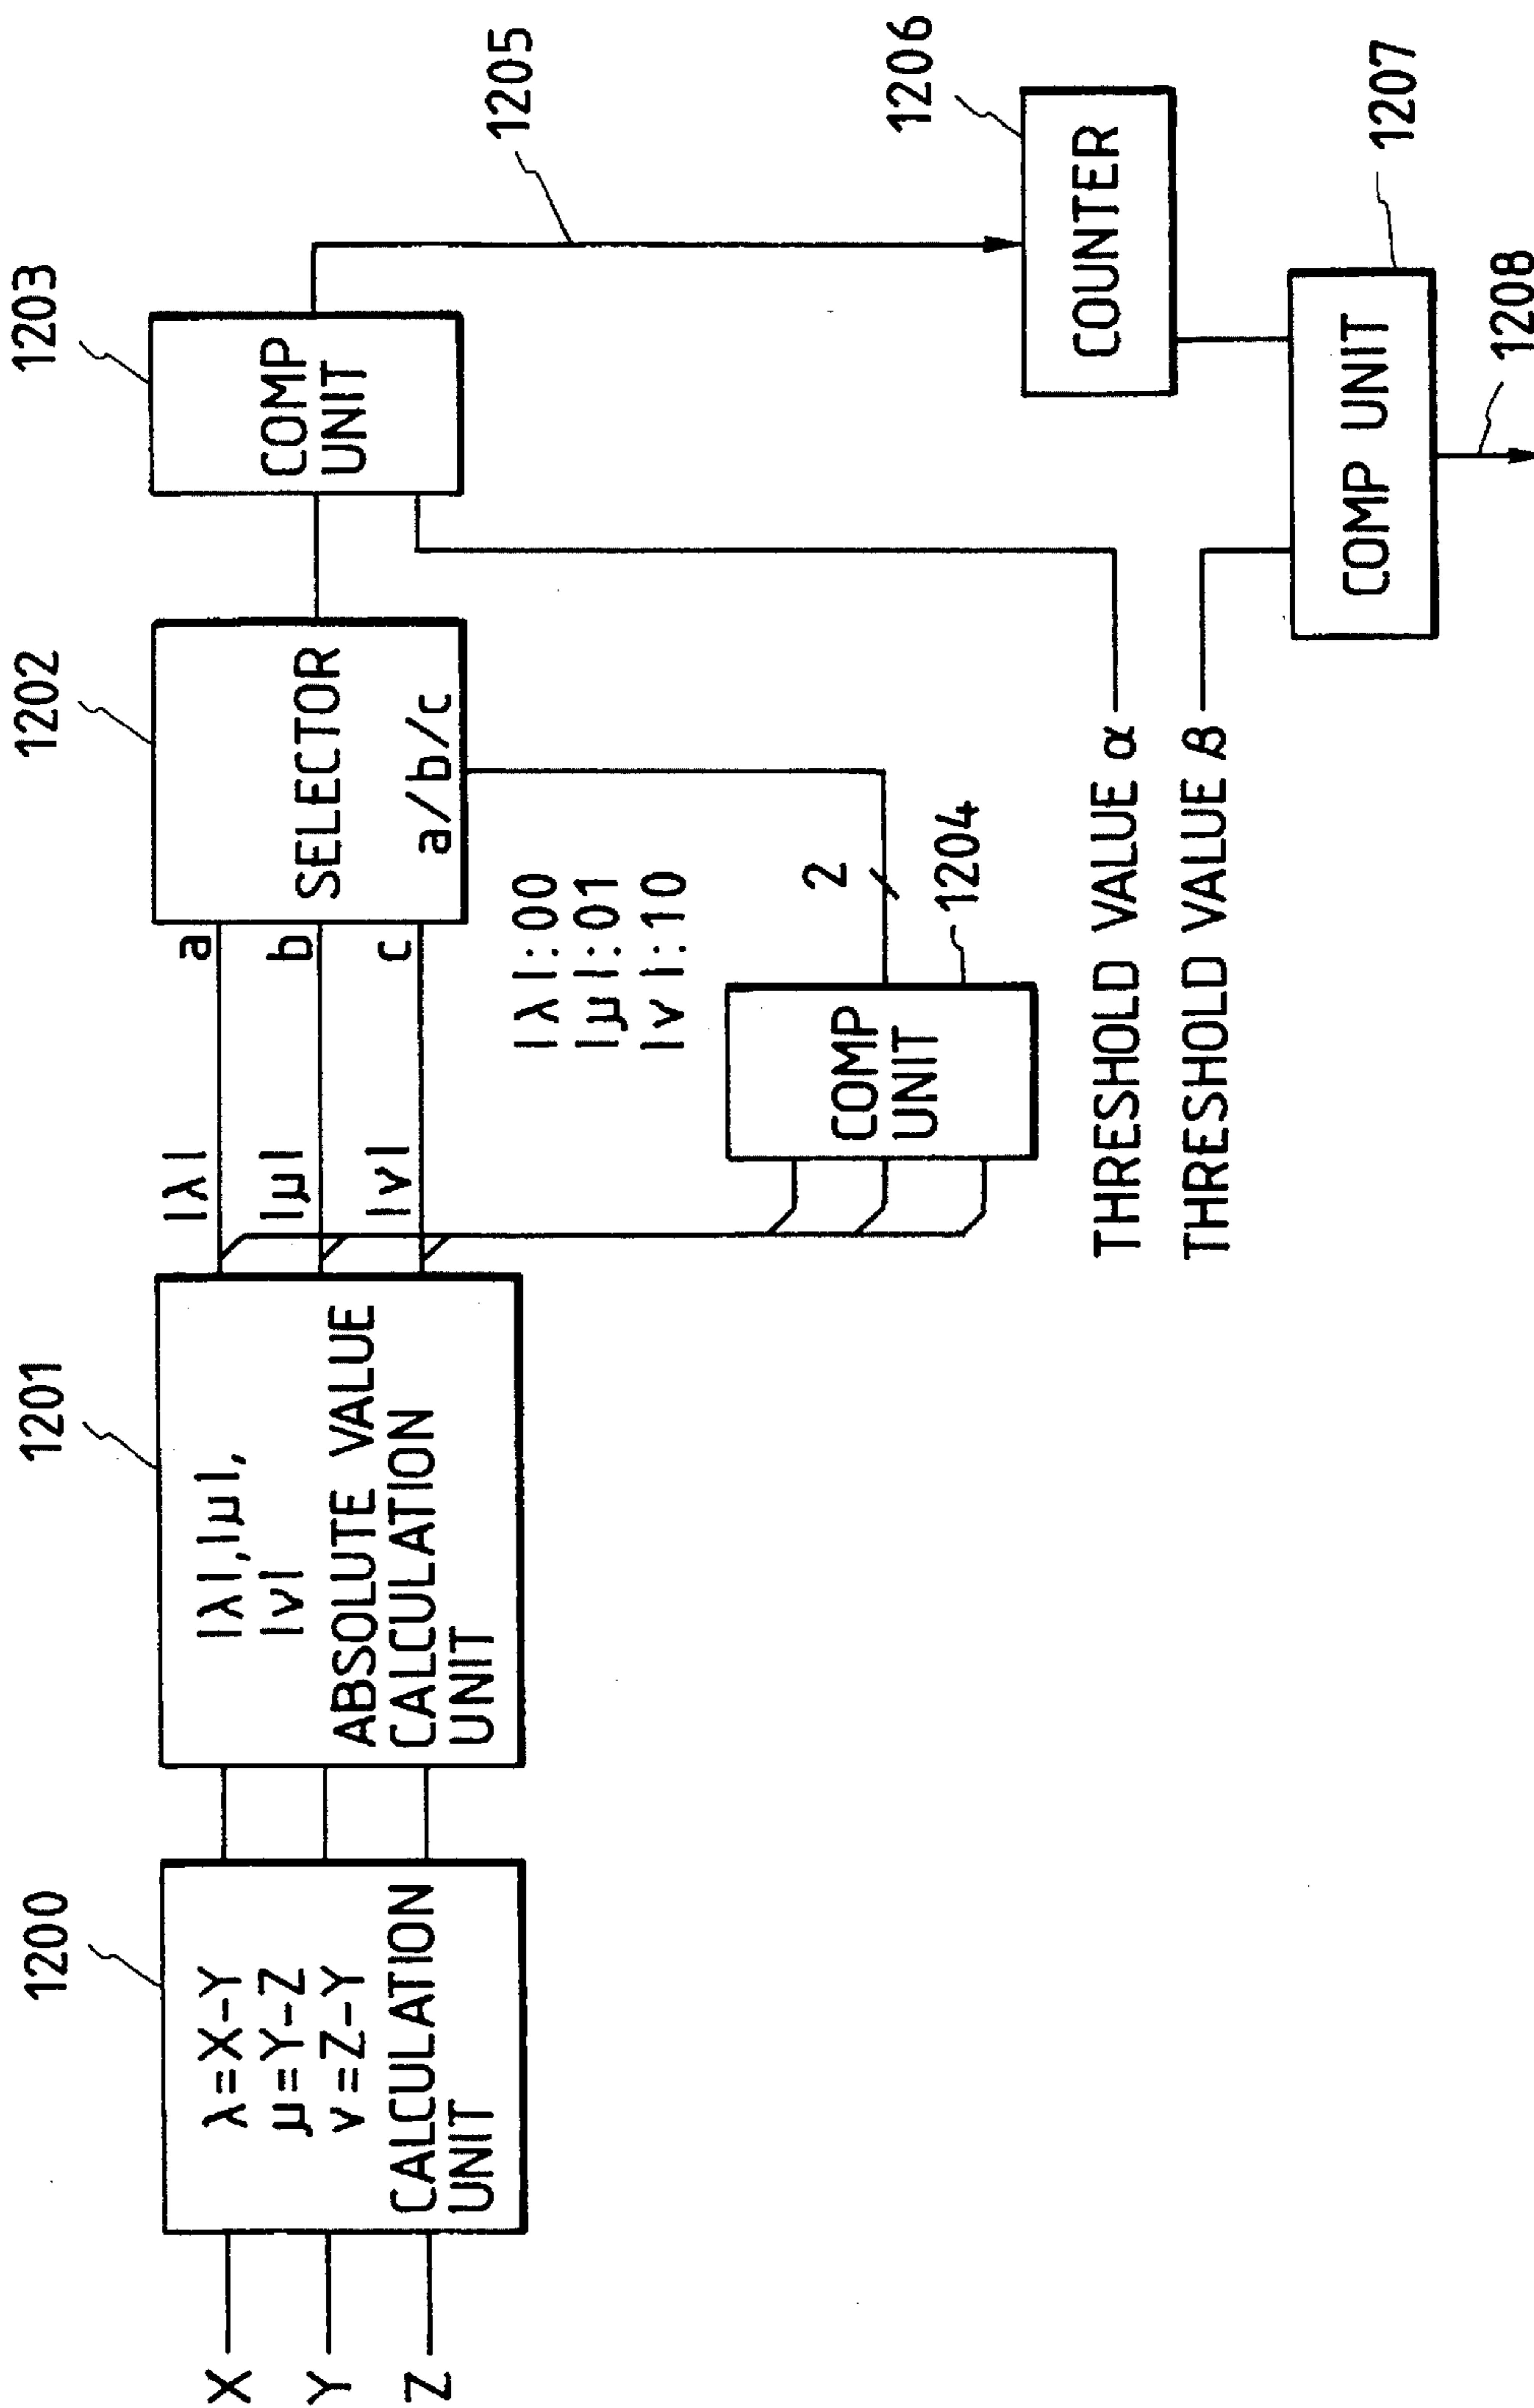 1200
1201
1202
1203
X
Y
Z
λ=X-Y
μ=Y-Z
ν=Z-Y
CALCULATION
UNIT
|λ|,|μ|,
|ν|
ABSOLUTE VALUE
CALCULATION
UNIT
|λ|
|μ|
|ν|
a
b
c
SELECTOR
a/b/c
COMP
UNIT
1205
|λ|:00
|μ|:01
|ν|:10
COMP
UNIT
2
1204
1206
COUNTER
THRESHOLD VALUE α
THRESHOLD VALUE β
COMP UNIT
1207
1208